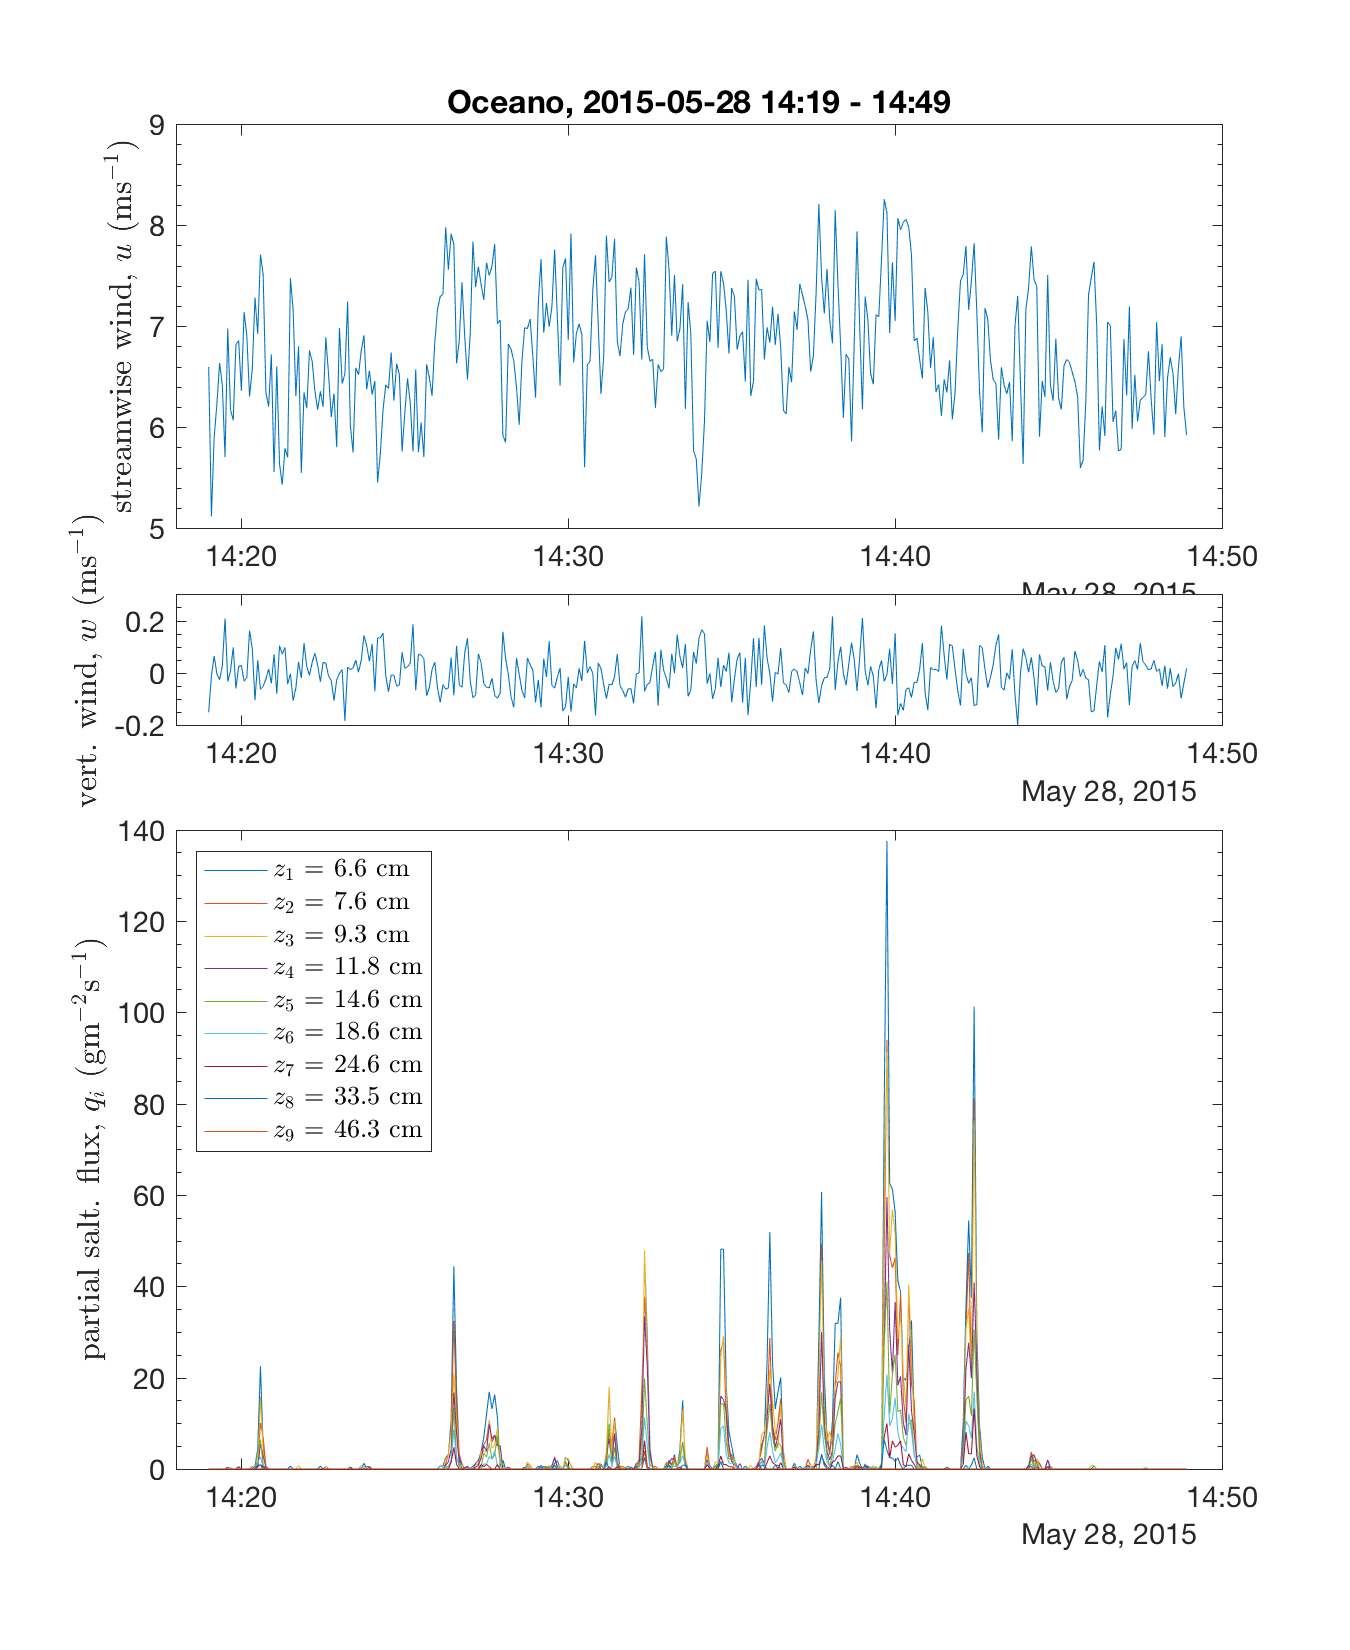 Oceano, 2015-05-28 14:19 - 14:49
streamwise wind, u (ms⁻¹)
9
8
7
6
5
14:20 14:30 14:40 14:50
May 28, 2015
vert. wind, w (ms⁻¹)
0.2
0
-0.2
14:20 14:30 14:40 14:50
May 28, 2015
partial salt. flux, qᵢ (gm⁻²s⁻¹)
140
120
100
80
60
40
20
0
z₁ = 6.6 cm
z₂ = 7.6 cm
z₃ = 9.3 cm
z₄ = 11.8 cm
z₅ = 14.6 cm
z₆ = 18.6 cm
z₇ = 24.6 cm
z₈ = 33.5 cm
z₉ = 46.3 cm
14:20 14:30 14:40 14:50
May 28, 2015